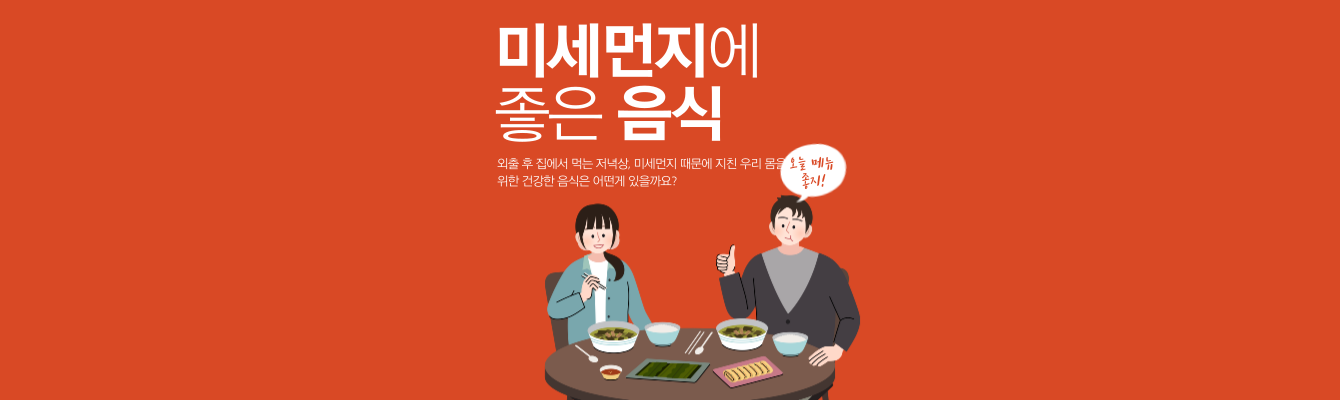 미세먼지에
좋은 음식
외출 후 집에서 먹는 저녁상, 미세먼지 때문에 지친 우리 몸을
위한 건강한 음식은 어떤게 있을까요?
오늘 메뉴
좋지!